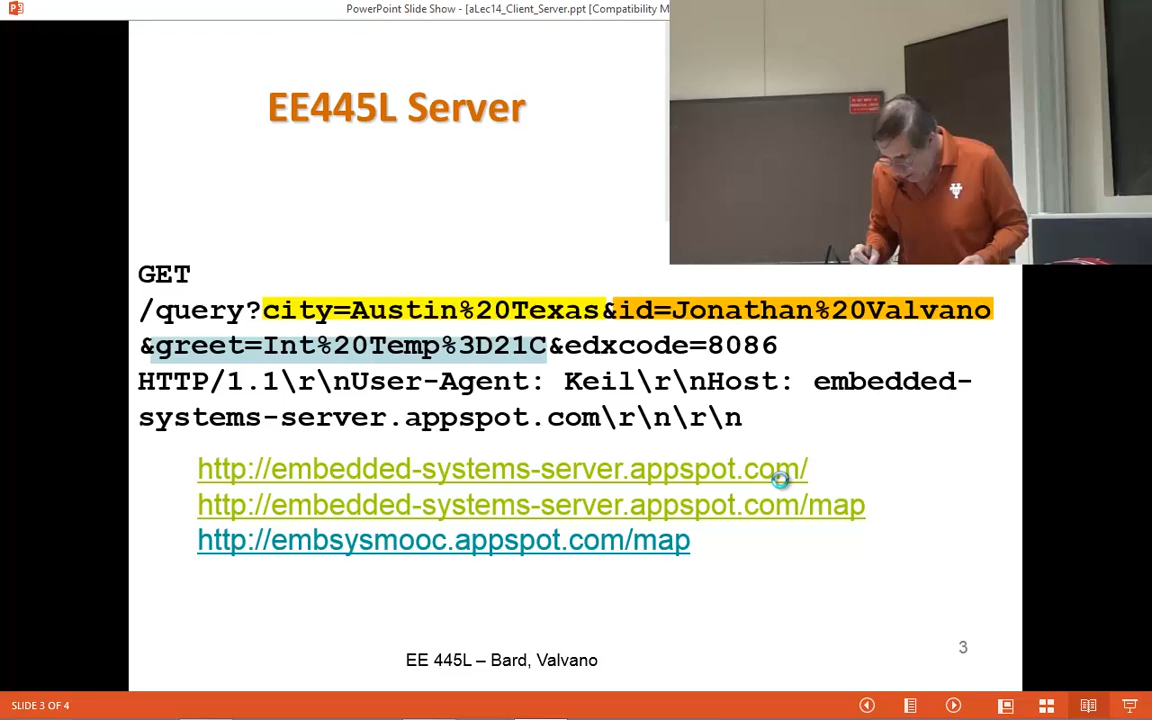 PowerPoint Slide Show - [aLec14_Client_Server.ppt [Compatibility M
EE445L Server
GET
/query?city=Austin%20Texas&id=Jonathan%20Valvano
&greet=Int%20Temp%3D21C&edxcode=8086
HTTP/1.1\r\nUser-Agent: Keil\r\nHost: embedded-
systems-server.appspot.com\r\n\r\n
http://embedded-systems-server.appspot.com/
http://embedded-systems-server.appspot.com/map
http://embsysmooc.appspot.com/map
EE 445L – Bard, Valvano
3
SLIDE 3 OF 4